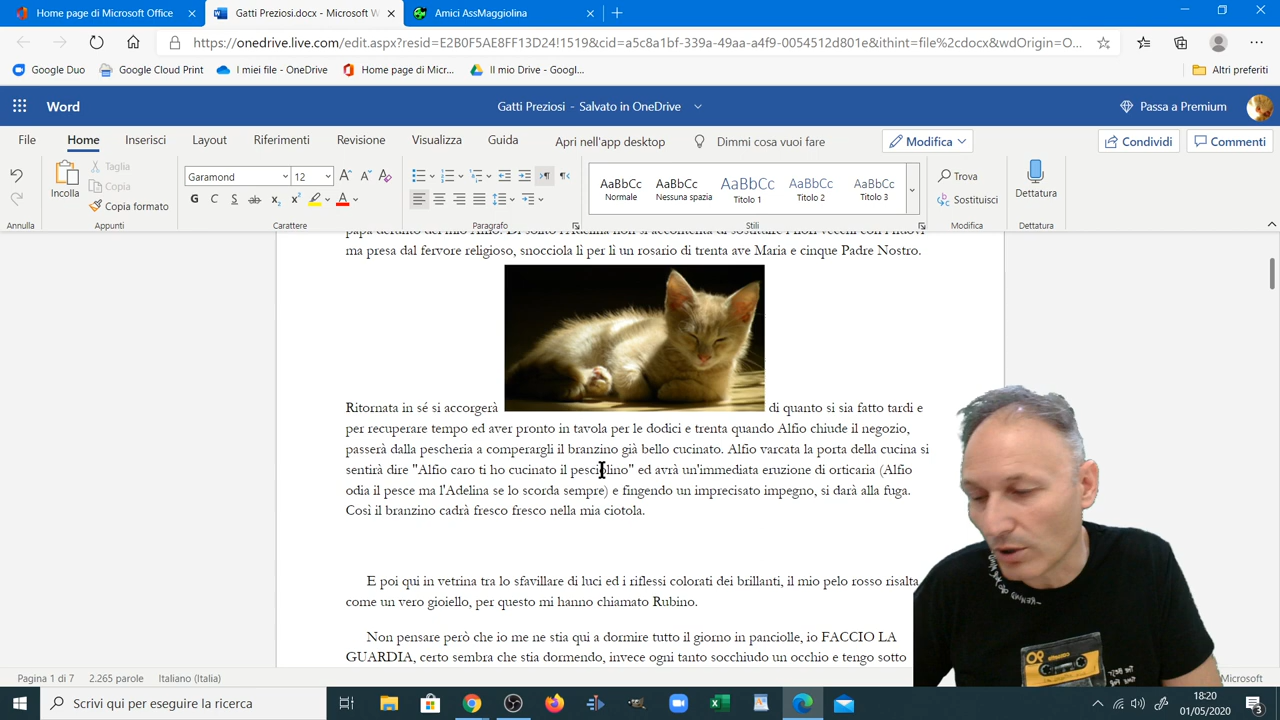 Home page di Microsoft Office
Gatti Preziosi.docx - Microsoft W
Amici AssMaggiolina
https://onedrive.live.com/edit.aspx?resid=E2B0F5AE8FF13D24!1519&cid=a5c8a1bf-339a-49aa-a4f9-0054512d801e&ithint=file%2cdocx&wdOrigin=O...
Google Duo
Google Cloud Print
I miei file - OneDrive
Home page di Micr...
Il mio Drive - Googl...
Altri preferiti
Word
Gatti Preziosi - Salvato in OneDrive
Passa a Premium
File
Home
Inserisci
Layout
Riferimenti
Revisione
Visualizza
Guida
Apri nell'app desktop
Dimmi cosa vuoi fare
Modifica
Condividi
Commenti
Annulla
Incolla
Taglia
Copia
Copia formato
Appunti
Garamond
12
G C S ab x₂ x² A
Carattere
Paragrafo
AaBbCc
Normale
AaBbCc
Nessuna spazia
AaBbCc
Titolo 1
AaBbCc
Titolo 2
AaBbCc
Titolo 3
Stili
Trova
Sostituisci
Modifica
Dettatura
Dettatura
ma presa dal fervore religioso, snocciola lì per lì un rosario di trenta ave Maria e cinque Padre Nostro.
Ritornata in sé si accorgerà di quanto si sia fatto tardi e
per recuperare tempo ed aver pronto in tavola per le dodici e trenta quando Alfio chiude il negozio,
passerà dalla pescheria a comperargli il branzino già bello cucinato. Alfio varcata la porta della cucina si
sentirà dire "Alfio caro ti ho cucinato il pesciolino" ed avrà un'immediata eruzione di orticaria (Alfio
odia il pesce ma l'Adelina se lo scorda sempre) e fingendo un imprecisato impegno, si darà alla fuga.
Così il branzino cadrà fresco fresco nella mia ciotola.
E poi qui in vetrina tra lo sfavillare di luci ed i riflessi colorati dei brillanti, il mio pelo rosso risalta
come un vero gioiello, per questo mi hanno chiamato Rubino.
Non pensare però che io me ne stia qui a dormire tutto il giorno in panciolle, io FACCIO LA
GUARDIA, certo sembra che stia dormendo, invece ogni tanto socchiudo un occhio e tengo sotto
Pagina 1 di 7
2.265 parole
Italiano (Italia)
Microsoft
Scrivi qui per eseguire la ricerca
18:20
01/05/2020
3